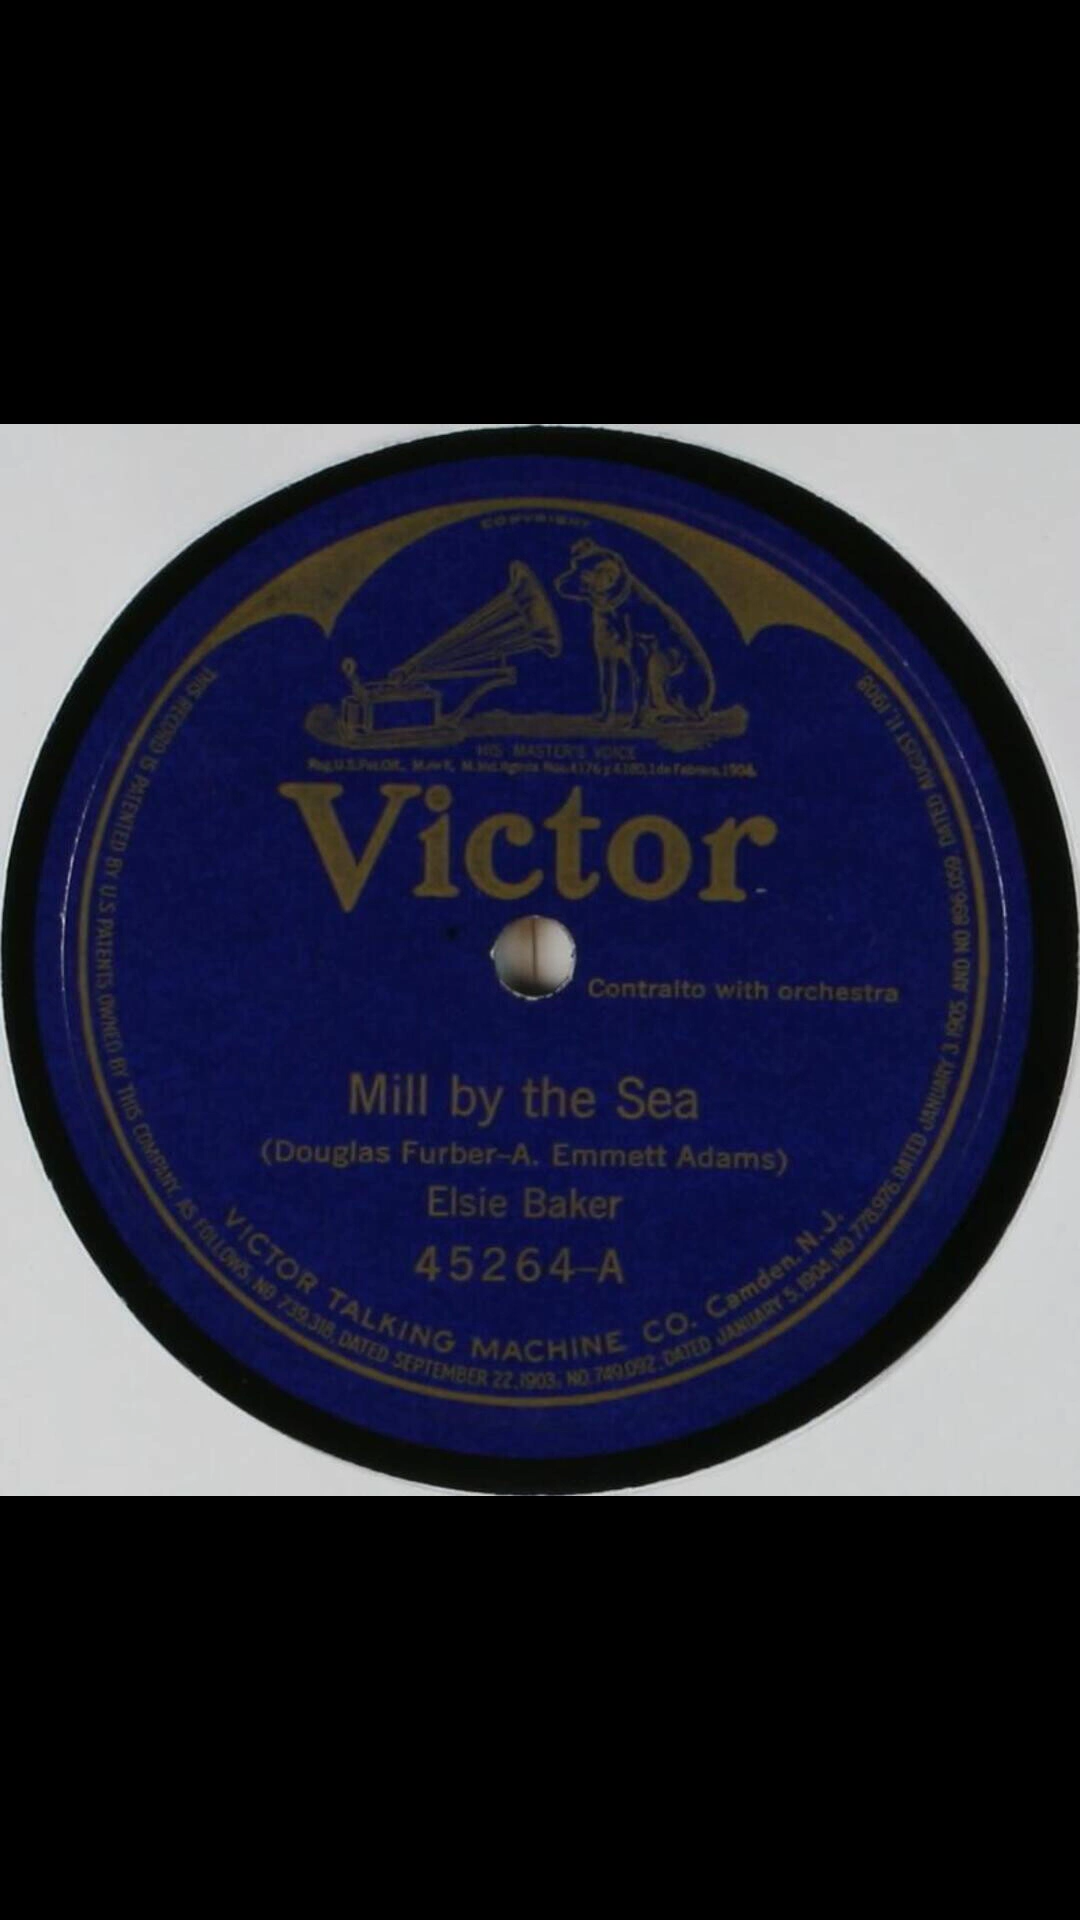 COPYRIGHT
HIS MASTER'S VOICE
Victor
Contralto with orchestra
Mill by the Sea
(Douglas Furber–A. Emmett Adams)
Elsie Baker
45264–A
VICTOR TALKING MACHINE CO. Camden, N.J.
THIS RECORD IS PATENTED BY U.S. PATENTS, OWNED BY THIS COMPANY, AS FOLLOWS, NO 739,318, DATED SEPTEMBER 22, 1903, NO. 749,092, DATED JANUARY 5, 1904, NO. 778,976, DATED JANUARY 3, 1905, AND NO 896,059, DATED AUGUST 11, 1908